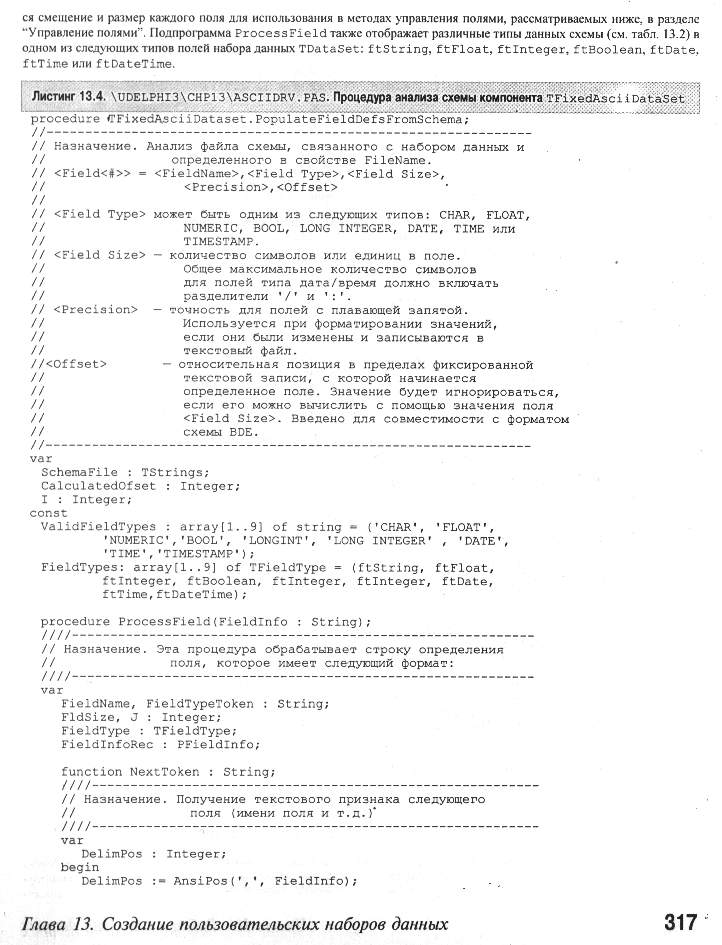 ся смещение и размер каждого поля для использования в методах управления полями, рассматриваемых ниже, в разделе
“Управление полями”. Подпрограмма ProcessField также отображает различные типы данных схемы (см. табл. 13.2) в
одном из следующих типов полей набора данных TDataSet: ftString, ftFloat, ftInteger, ftBoolean, ftDate,
ftTime или ftDateTime.
Листинг 13.4. \UDELPHI3\CHP13\ASCIIDRV.PAS. Процедура анализа схемы компонента TFixedAsciiDataSet
procedure TFixedAsciiDataset.PopulateFieldDefsFromSchema;
//---------------------------------------------------------------
// Назначение. Анализ файла схемы, связанного с набором данных и
// определенного в свойстве FileName.
// <Field<#>> = <FieldName>,<Field Type>,<Field Size>,
// <Precision>,<Offset>
//
// <Field Type> может быть одним из следующих типов: CHAR, FLOAT,
// NUMERIC, BOOL, LONG INTEGER, DATE, TIME или
// TIMESTAMP.
// <Field Size> — количество символов или единиц в поле.
// Общее максимальное количество символов
// для полей типа дата/время должно включать
// разделители '/' и ':'.
// <Precision> — точность для полей с плавающей запятой.
// Используется при форматировании значений,
// если они были изменены и записываются в
// текстовый файл.
//<Offset> — относительная позиция в пределах фиксированной
// текстовой записи, с которой начинается
// определенное поле. Значение будет игнорироваться,
// если его можно вычислить с помощью значения поля
// <Field Size>. Введено для совместимости с форматом
// схемы BDE.
//---------------------------------------------------------------
var
SchemaFile : TStrings;
CalculatedOfset : Integer;
I : Integer;
const
ValidFieldTypes : array[1..9] of string = ('CHAR', 'FLOAT',
'NUMERIC','BOOL', 'LONGINT', 'LONG INTEGER' , 'DATE',
'TIME','TIMESTAMP');
FieldTypes: array[1..9] of TFieldType = (ftString, ftFloat,
ftInteger, ftBoolean, ftInteger, ftInteger, ftDate,
ftTime,ftDateTime);
procedure ProcessField(FieldInfo : String);
////------------------------------------------------------------
// Назначение. Эта процедура обрабатывает строку определения
// поля, которое имеет следующий формат:
////------------------------------------------------------------
var
FieldName, FieldTypeToken : String;
FldSize, J : Integer;
FieldType : TFieldType;
FieldInfoRec : PFieldInfo;
function NextToken : String;
////----------------------------------------------------------
// Назначение. Получение текстового признака следующего
// поля (имени поля и т.д.)
////----------------------------------------------------------
var
DelimPos : Integer;
begin
DelimPos := AnsiPos(',', FieldInfo);
Глава 13. Создание пользовательских наборов данных 317